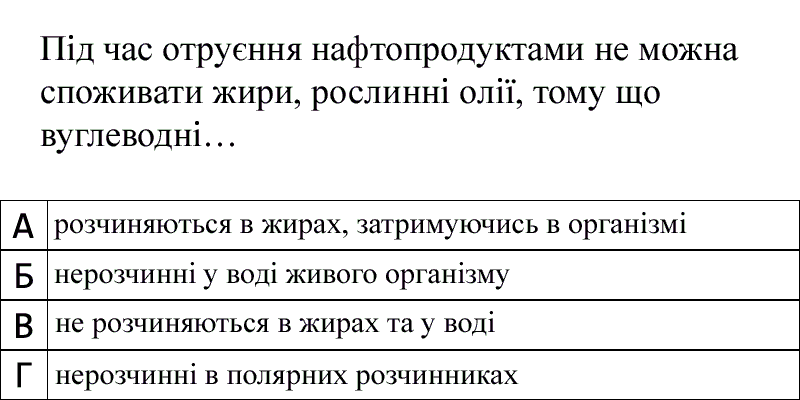 Під час отруєння нафтопродуктами не можна
споживати жири, рослинні олії, тому що
вуглеводні…
А розчиняються в жирах, затримуючись в організмі
Б нерозчинні у воді живого організму
В не розчиняються в жирах та у воді
Г нерозчинні в полярних розчинниках